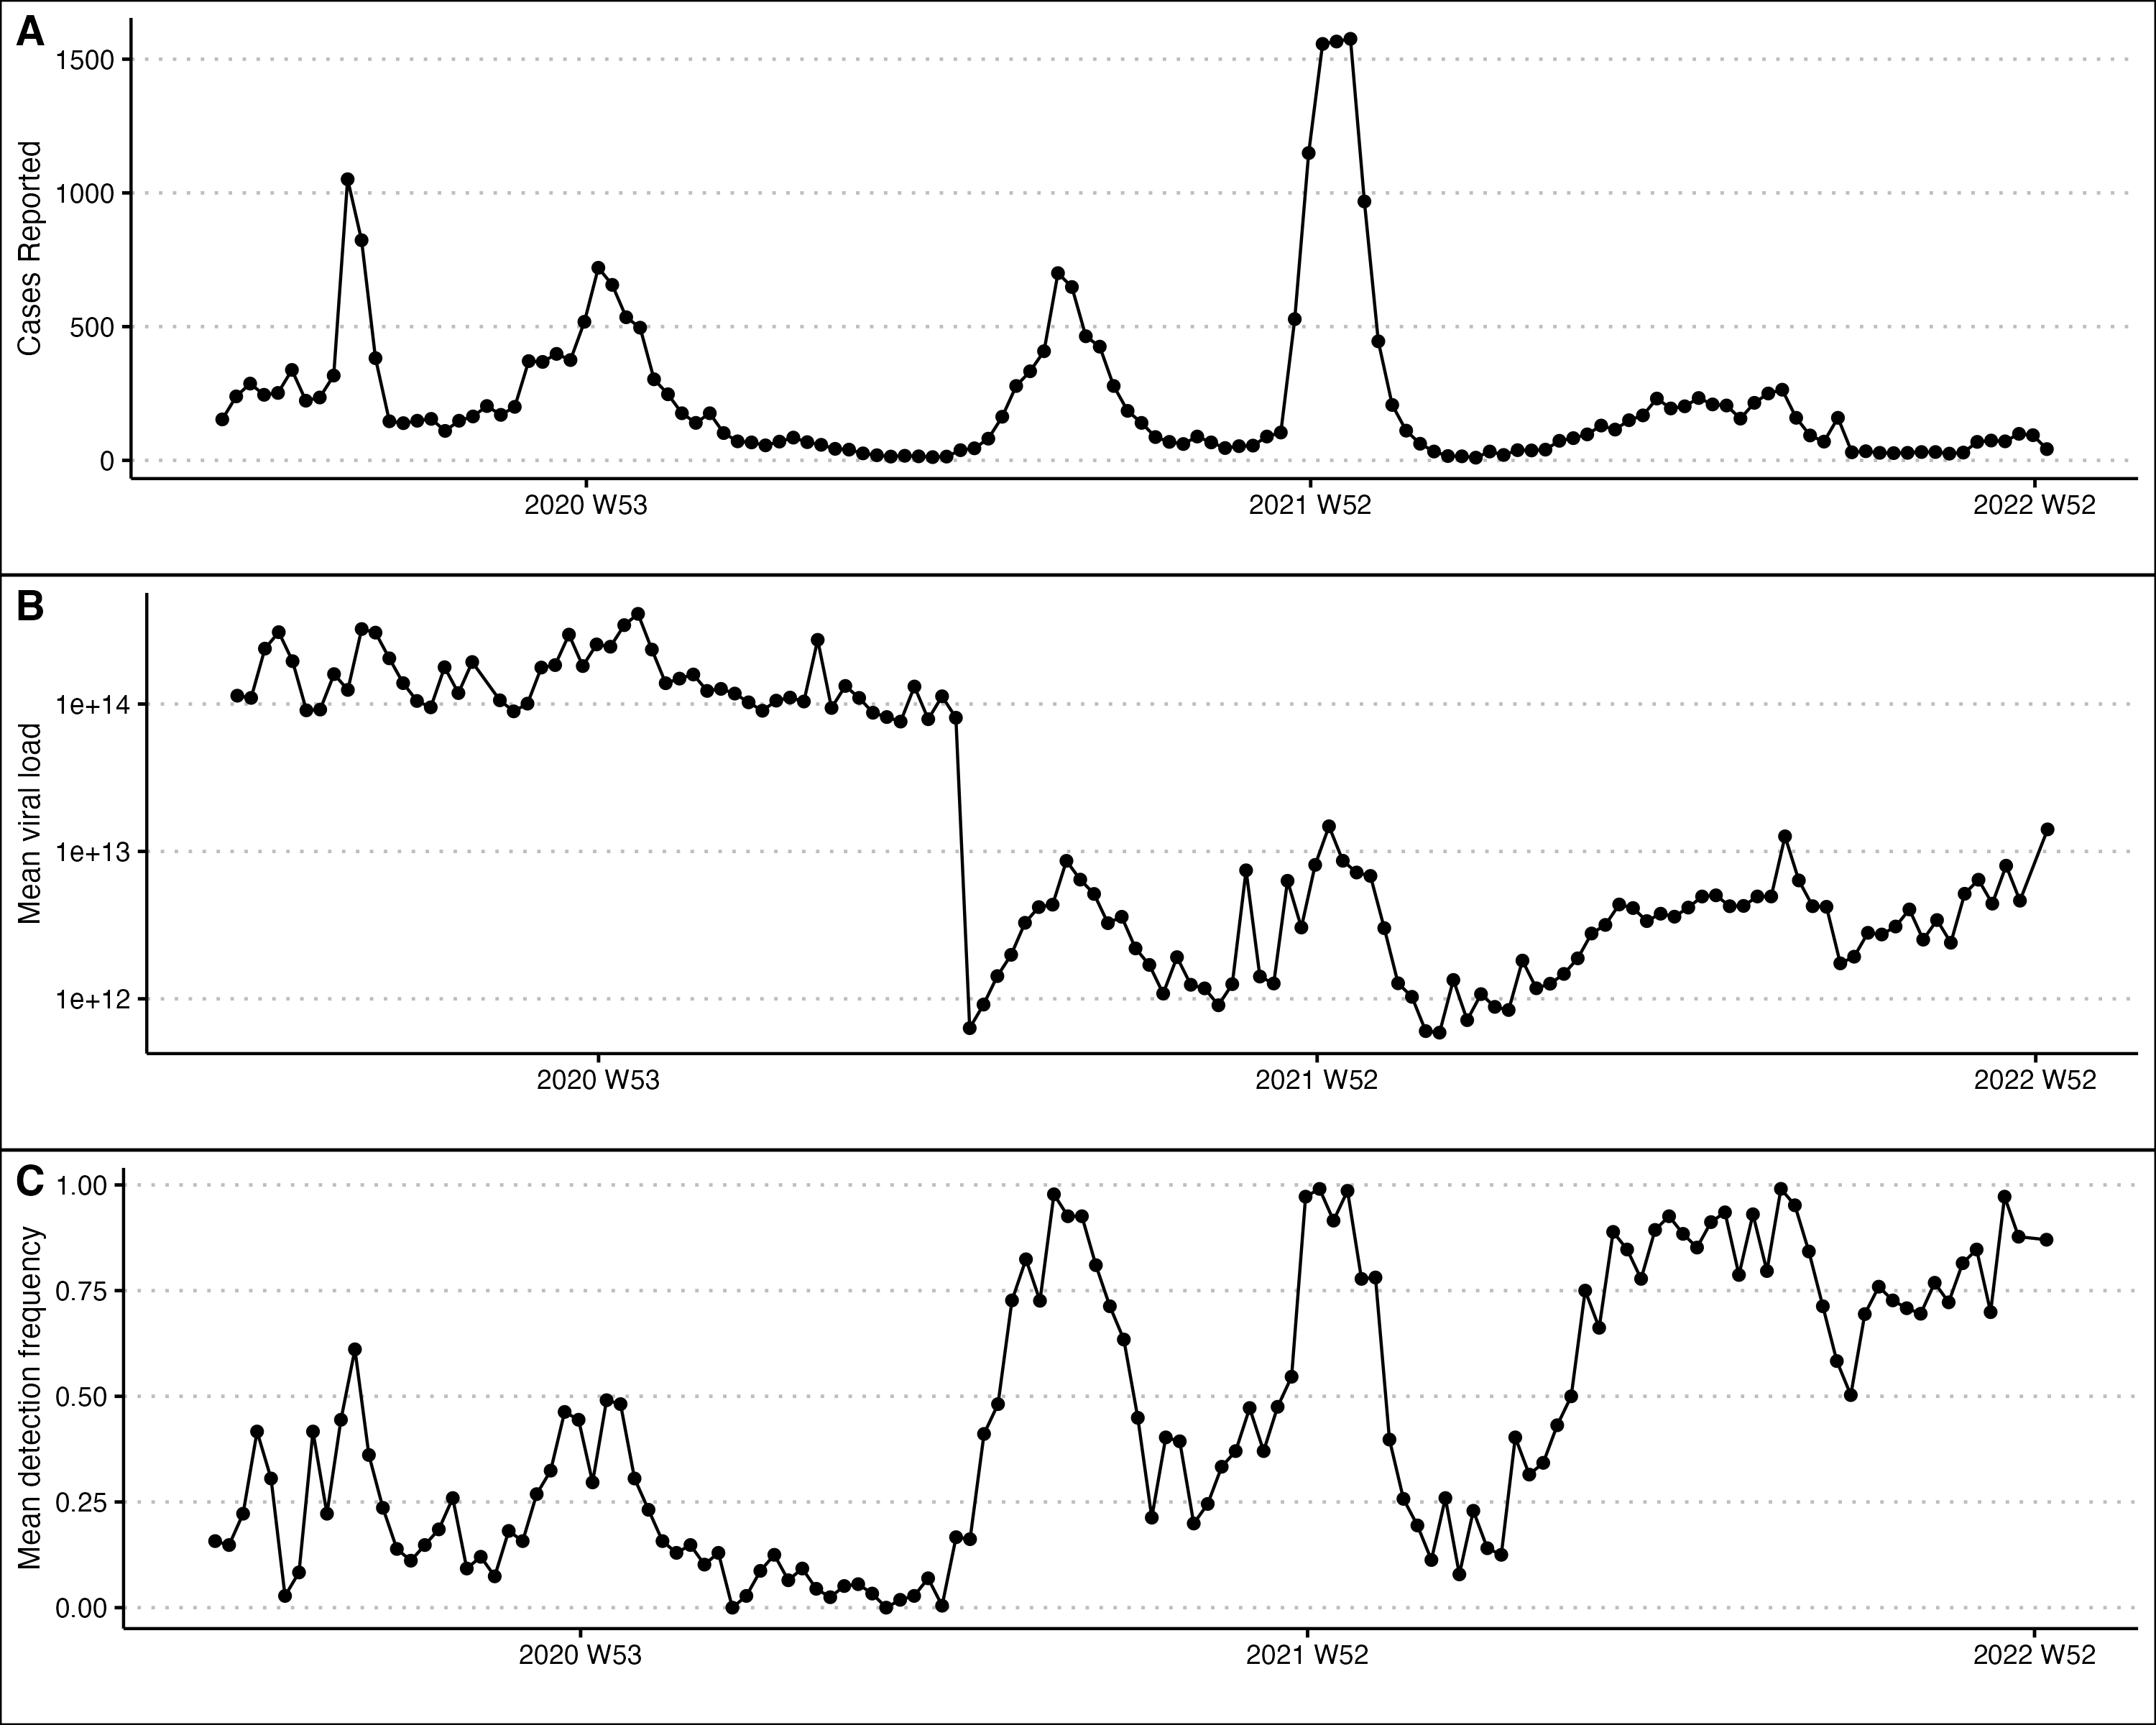 A
Cases Reported
1500
1000
500
0
2020 W53
2021 W52
2022 W52
B
Mean viral load
1e+14
1e+13
1e+12
2020 W53
2021 W52
2022 W52
C
Mean detection frequency
1.00
0.75
0.50
0.25
0.00
2020 W53
2021 W52
2022 W52